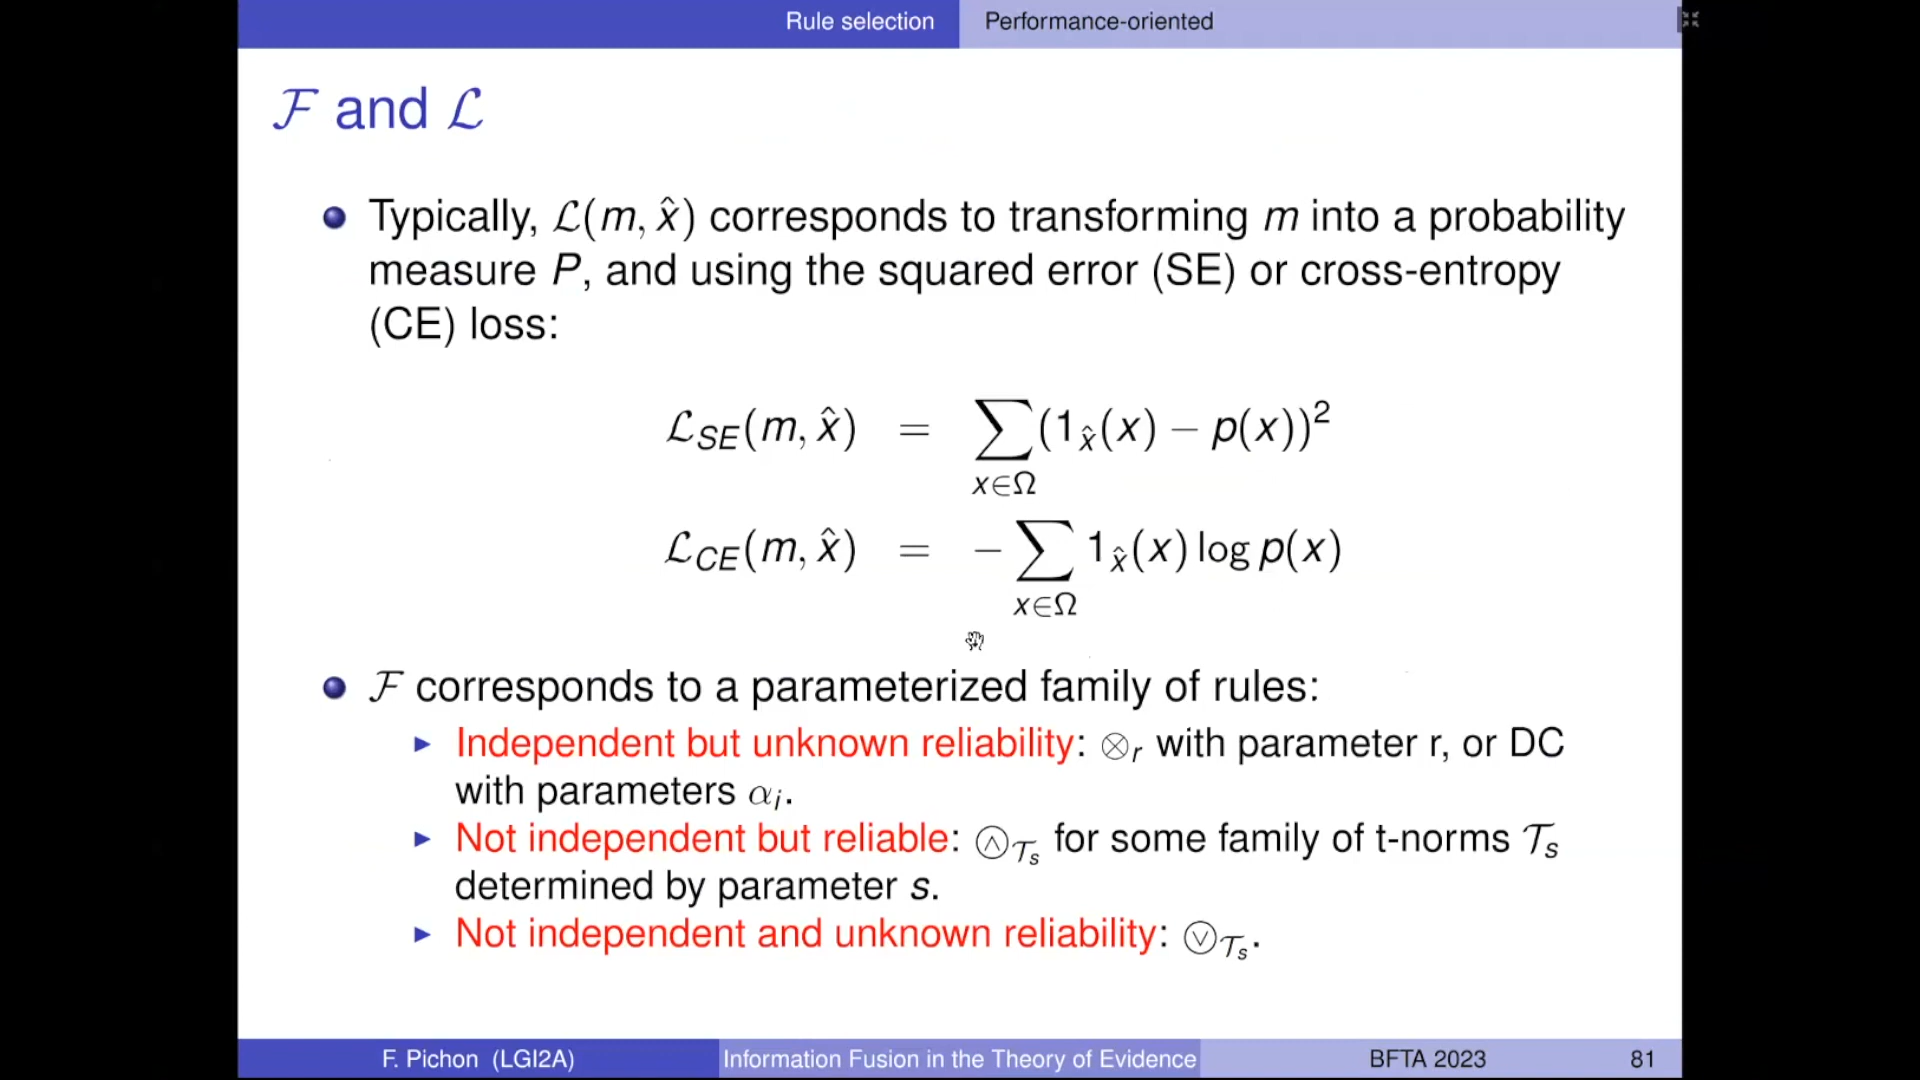 Rule selection Performance-oriented
ℱ and ℒ
Typically, ℒ(m, x̂) corresponds to transforming m into a probability
measure P, and using the squared error (SE) or cross-entropy
(CE) loss:
ℒ_SE(m, x̂) = ∑_{x∈Ω} (1_x̂(x) − p(x))²
ℒ_CE(m, x̂) = − ∑_{x∈Ω} 1_x̂(x) log p(x)
ℱ corresponds to a parameterized family of rules:
Independent but unknown reliability: ⊗_r with parameter r, or DC
with parameters α_i.
Not independent but reliable: Ⓐ_{𝒯_s} for some family of t-norms 𝒯_s
determined by parameter s.
Not independent and unknown reliability: ⓥ_{𝒯_s}.
F. Pichon (LGI2A) Information Fusion in the Theory of Evidence BFTA 2023 81